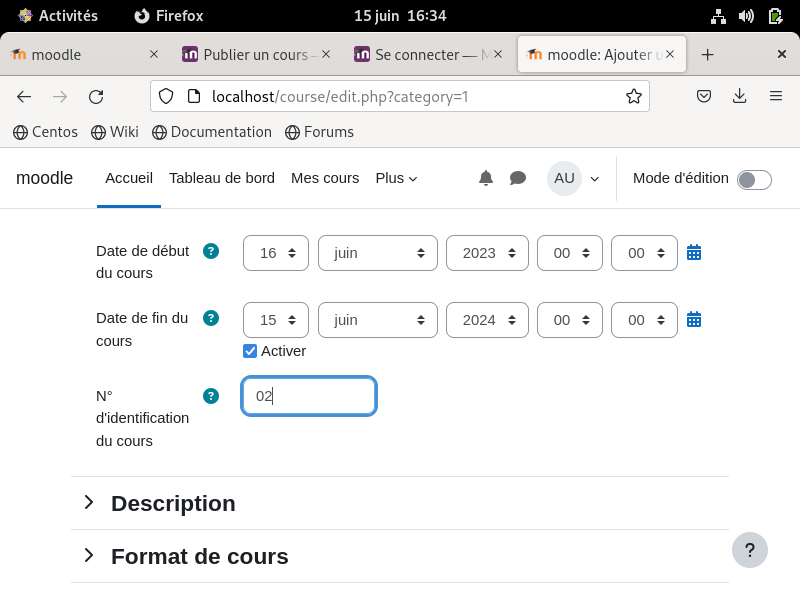 Activités Firefox 15 juin 16:34
moodle Publier un cours — Se connecter — M moodle: Ajouter u
localhost/course/edit.php?category=1
Centos Wiki Documentation Forums
moodle Accueil Tableau de bord Mes cours Plus AU Mode d'édition
Date de début ? 16 juin 2023 00 00
du cours
Date de fin du ? 15 juin 2024 00 00
cours
Activer
N° ? 02
d'identification
du cours
Description
Format de cours
?